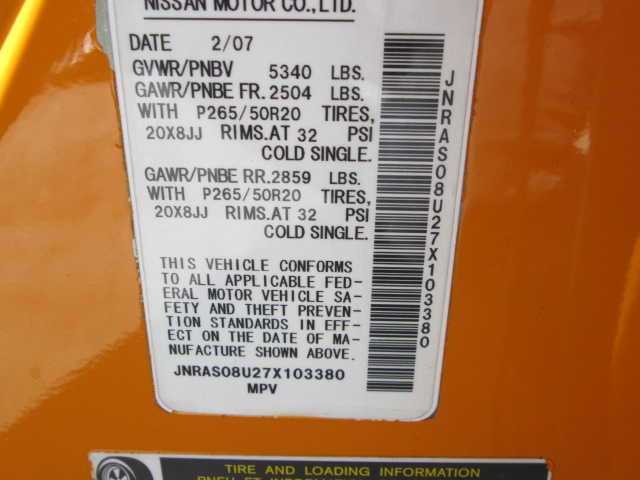 NISSAN MOTOR CO., LTD.
DATE 2/07
GVWR/PNBV 5340 LBS.
GAWR/PNBE FR. 2504 LBS.
WITH P265/50R20 TIRES,
20X8JJ RIMS. AT 32 PSI
COLD SINGLE.
GAWR/PNBE RR. 2859 LBS.
WITH P265/50R20 TIRES,
20X8JJ RIMS. AT 32 PSI
COLD SINGLE.
THIS VEHICLE CONFORMS
TO ALL APPLICABLE FED-
ERAL MOTOR VEHICLE SA-
FETY AND THEFT PREVEN-
TION STANDARDS IN EFF-
ECT ON THE DATE OF MA-
NUFACTURE SHOWN ABOVE.
JNRAS08U27X103380
MPV
JNRAS08U27X103380
TIRE AND LOADING INFORMATION